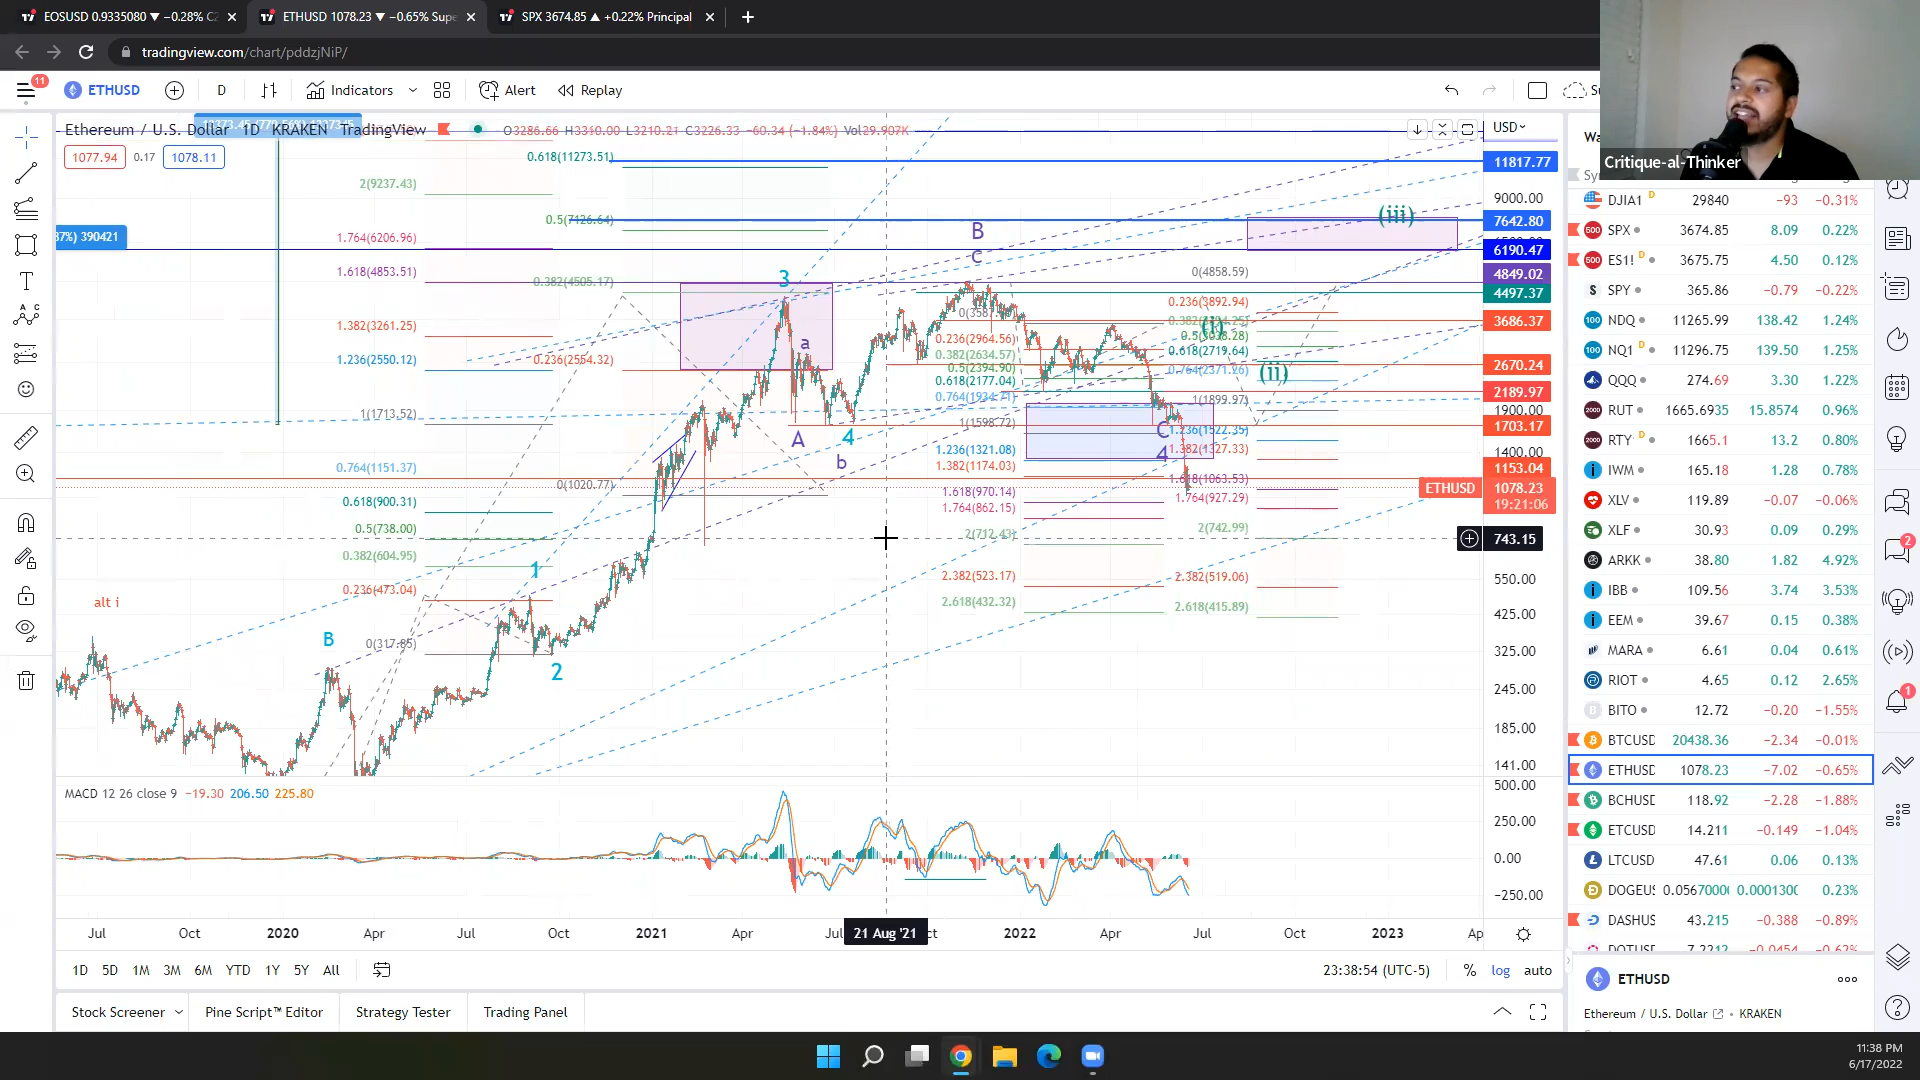 EOSUSD 0.9335080 ▼ −0.28% C
ETHUSD 1078.23 ▼ −0.65% Supe
SPX 3674.85 ▲ +0.22% Principal
tradingview.com/chart/pddzjNiP/
11
ETHUSD
D
Indicators
Alert
Replay
Critique-al-Thinker
Ethereum / U.S. Dollar 1D KRAKEN TradingView
O3286.66 H3310.00 L3210.21 C3226.33 −60.34 (−1.84%) Vol29.907K
1077.94
0.17
1078.11
USD
0.618(11273.51)
2(9237.43)
0.5(7126.64)
1.764(6206.96)
1.618(4853.51)
0.382(4505.17)
1.382(3261.25)
1.236(2550.12)
0.236(2554.32)
1(1713.52)
0.764(1151.37)
0(1020.77)
0.618(900.31)
0.5(738.00)
0.382(604.95)
0.236(473.04)
0(317.85)
37%) 390421
alt i
B
1
2
3
a
A
4
b
B
C
(i)
(ii)
(iii)
C
4
0(4858.59)
0.236(3892.94)
0.618(2719.64)
0.764(2371.26)
1(1899.97)
1.236(1522.35)
1.382(1327.33)
1.618(1063.53)
1.764(927.29)
2(742.99)
2.382(519.06)
2.618(415.89)
0.236(2964.56)
0.382(2634.57)
0.5(2394.90)
0.618(2177.04)
0.764(1934.71)
1(1598.72)
1.236(1321.08)
1.382(1174.03)
1.618(970.14)
1.764(862.15)
2(712.43)
2.382(523.17)
2.618(432.32)
11817.77
9000.00
7642.80
6190.47
4849.02
4497.37
3686.37
2670.24
2189.97
1900.00
1703.17
1400.00
1153.04
ETHUSD 1078.23
19:21:06
743.15
550.00
425.00
325.00
245.00
185.00
141.00
500.00
250.00
0.00
−250.00
MACD 12 26 close 9 −19.30 206.50 225.80
Jul
Oct
2020
Apr
Jul
Oct
2021
Apr
21 Aug '21
2022
Apr
Jul
Oct
2023
Ap
1D 5D 1M 3M 6M YTD 1Y 5Y All
23:38:54 (UTC-5) % log auto
Stock Screener
Pine Script™ Editor
Strategy Tester
Trading Panel
Wa
Sy
DJIA1 D 29840 −93 −0.31%
SPX 3674.85 8.09 0.22%
ES1! D 3675.75 4.50 0.12%
SPY 365.86 −0.79 −0.22%
NDQ 11265.99 138.42 1.24%
NQ1 D 11296.75 139.50 1.25%
QQQ 274.69 3.30 1.22%
RUT 1665.6935 15.8574 0.96%
RTY D 1665.1 13.2 0.80%
IWM 165.18 1.28 0.78%
XLV 119.89 −0.07 −0.06%
XLF 30.93 0.09 0.29%
ARKK 38.80 1.82 4.92%
IBB 109.56 3.74 3.53%
EEM 39.67 0.15 0.38%
MARA 6.61 0.04 0.61%
RIOT 4.65 0.12 2.65%
BITO 12.72 −0.20 −1.55%
BTCUSD 20438.36 −2.34 −0.01%
ETHUSD 1078.23 −7.02 −0.65%
BCHUSD 118.92 −2.28 −1.88%
ETCUSD 14.211 −0.149 −1.04%
LTCUSD 47.61 0.06 0.13%
DOGEUS 0.0567000 0.000130 0.23%
DASHUS 43.215 −0.388 −0.89%
DOTUSD 7.2212 −0.0454 −0.62%
ETHUSD
Ethereum / U.S. Dollar KRAKEN
2
1
11:38 PM
6/17/2022